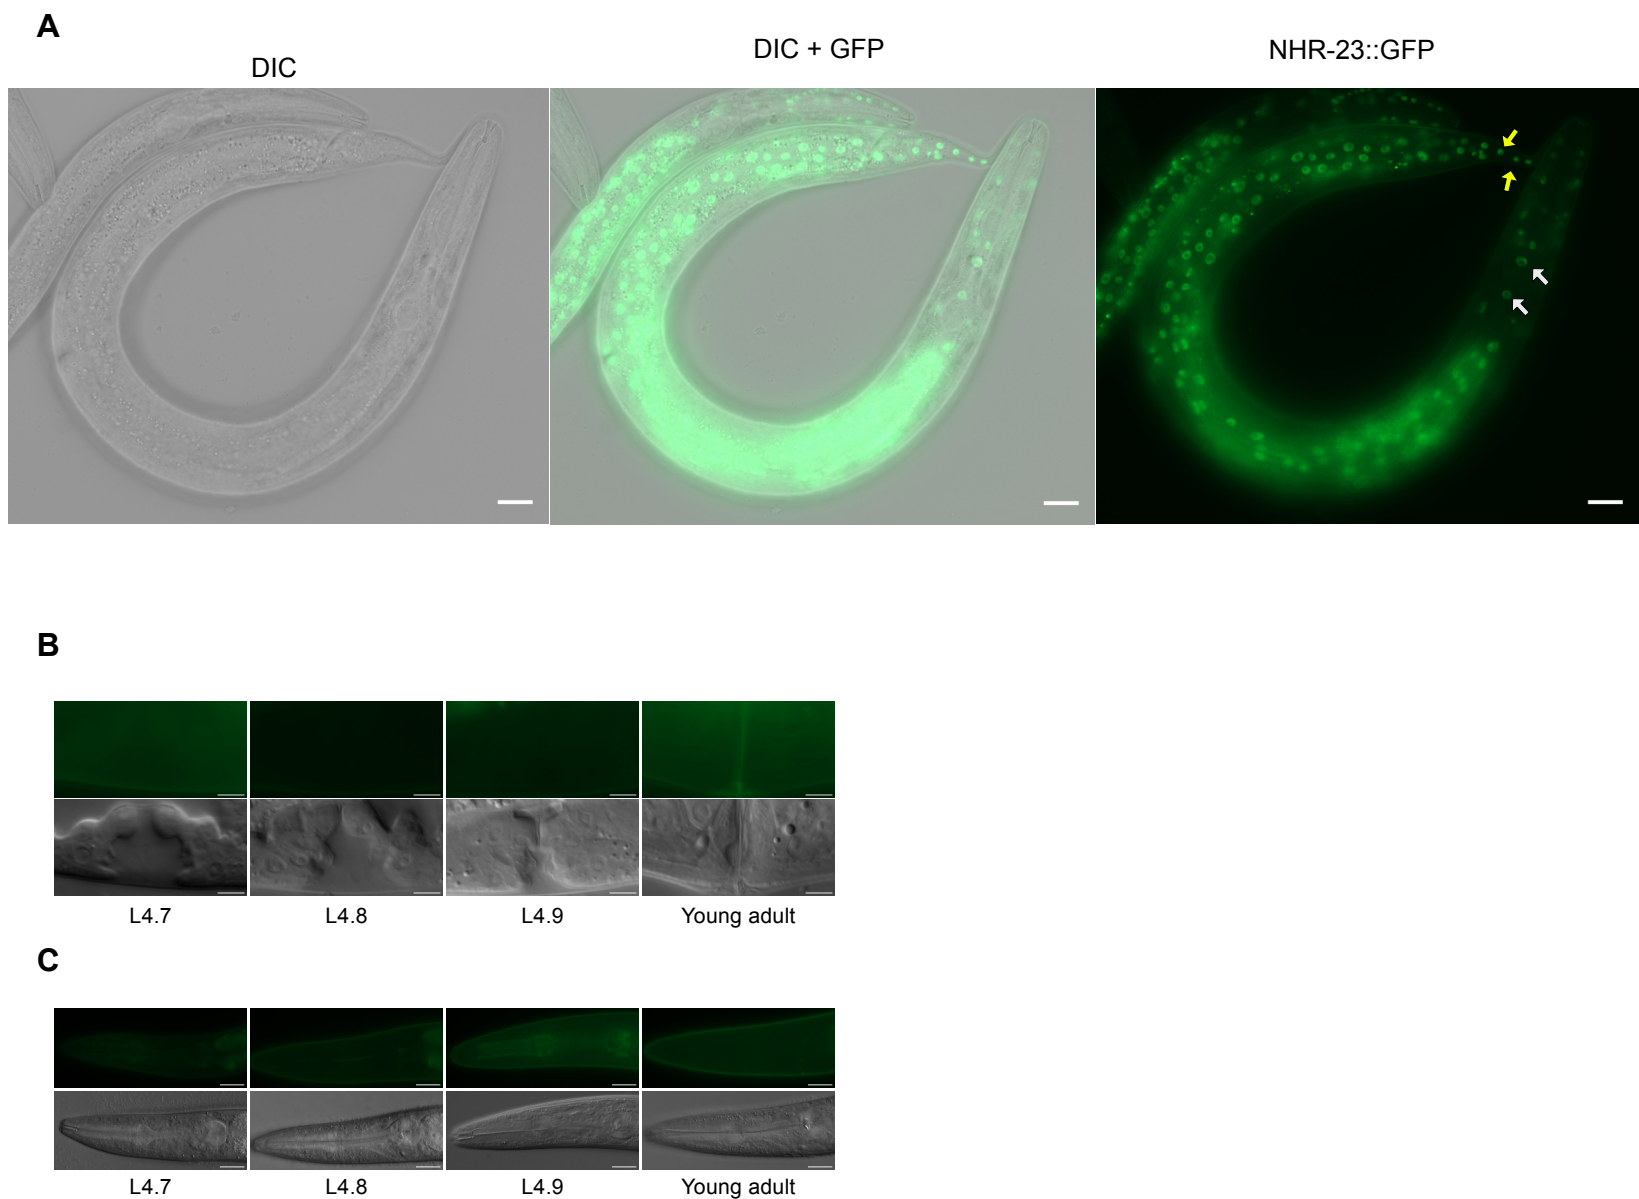 A
DIC
DIC + GFP
NHR-23::GFP
B
L4.7
L4.8
L4.9
Young adult
C
L4.7
L4.8
L4.9
Young adult